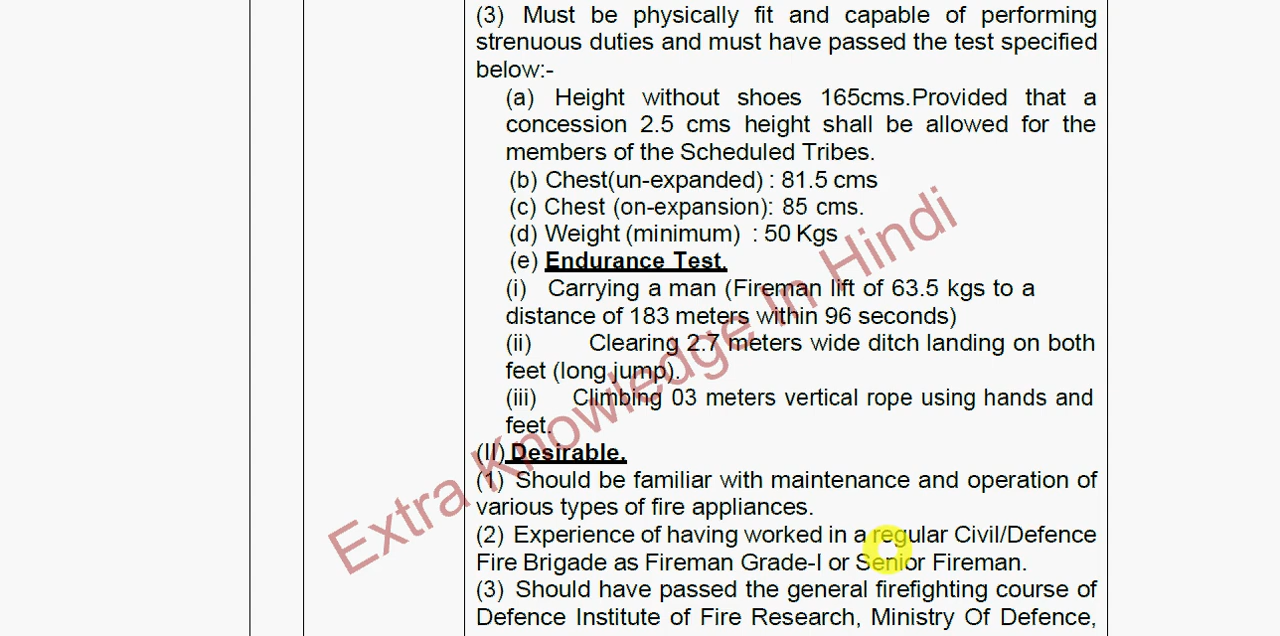 (3) Must be physically fit and capable of performing
strenuous duties and must have passed the test specified
below:-
(a) Height without shoes 165cms.Provided that a
concession 2.5 cms height shall be allowed for the
members of the Scheduled Tribes.
(b) Chest(un-expanded) : 81.5 cms
(c) Chest (on-expansion): 85 cms.
(d) Weight (minimum) : 50 Kgs
(e) Endurance Test.
(i) Carrying a man (Fireman lift of 63.5 kgs to a
distance of 183 meters within 96 seconds)
(ii) Clearing 2.7 meters wide ditch landing on both
feet (long jump).
(iii) Climbing 03 meters vertical rope using hands and
feet.
(II) Desirable.
(1) Should be familiar with maintenance and operation of
various types of fire appliances.
(2) Experience of having worked in a regular Civil/Defence
Fire Brigade as Fireman Grade-I or Senior Fireman.
(3) Should have passed the general firefighting course of
Defence Institute of Fire Research, Ministry Of Defence,
Extra Knowledge In Hindi